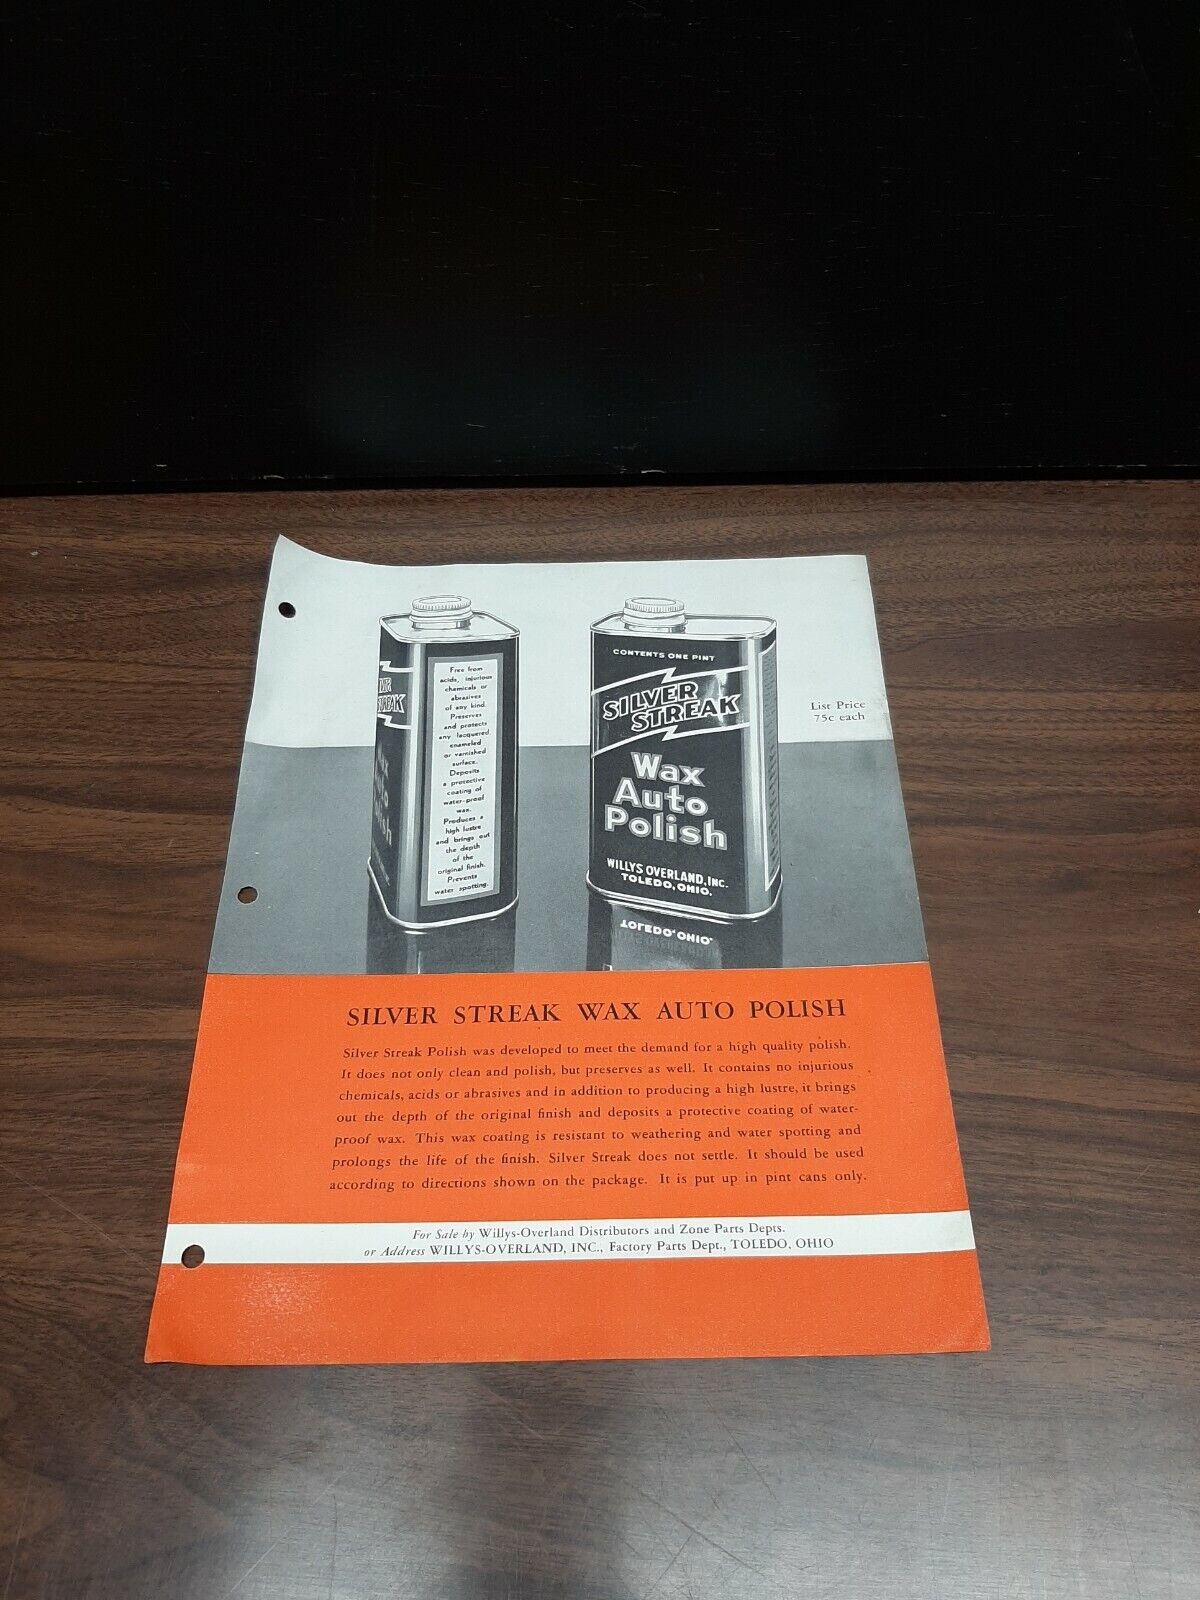 Free from
acids, injurious
chemicals or
abrasives
of any kind.
Preserves
and protects
any lacquered
enameled
or varnished
surface.
Deposits
a protective
coating of
water-proof
wax.
Produces a
high lustre
and brings out
the depth
of the
original finish.
Prevents
water spotting.
CONTENTS ONE PINT
SILVER
STREAK
Wax
Auto
Polish
WILLYS OVERLAND, INC.
TOLEDO, OHIO.
List Price
75c each
SILVER STREAK WAX AUTO POLISH
Silver Streak Polish was developed to meet the demand for a high quality polish.
It does not only clean and polish, but preserves as well. It contains no injurious
chemicals, acids or abrasives and in addition to producing a high lustre, it brings
out the depth of the original finish and deposits a protective coating of water-
proof wax. This wax coating is resistant to weathering and water spotting and
prolongs the life of the finish. Silver Streak does not settle. It should be used
according to directions shown on the package. It is put up in pint cans only.
For Sale by Willys-Overland Distributors and Zone Parts Depts.
or Address WILLYS-OVERLAND, INC., Factory Parts Dept., TOLEDO, OHIO